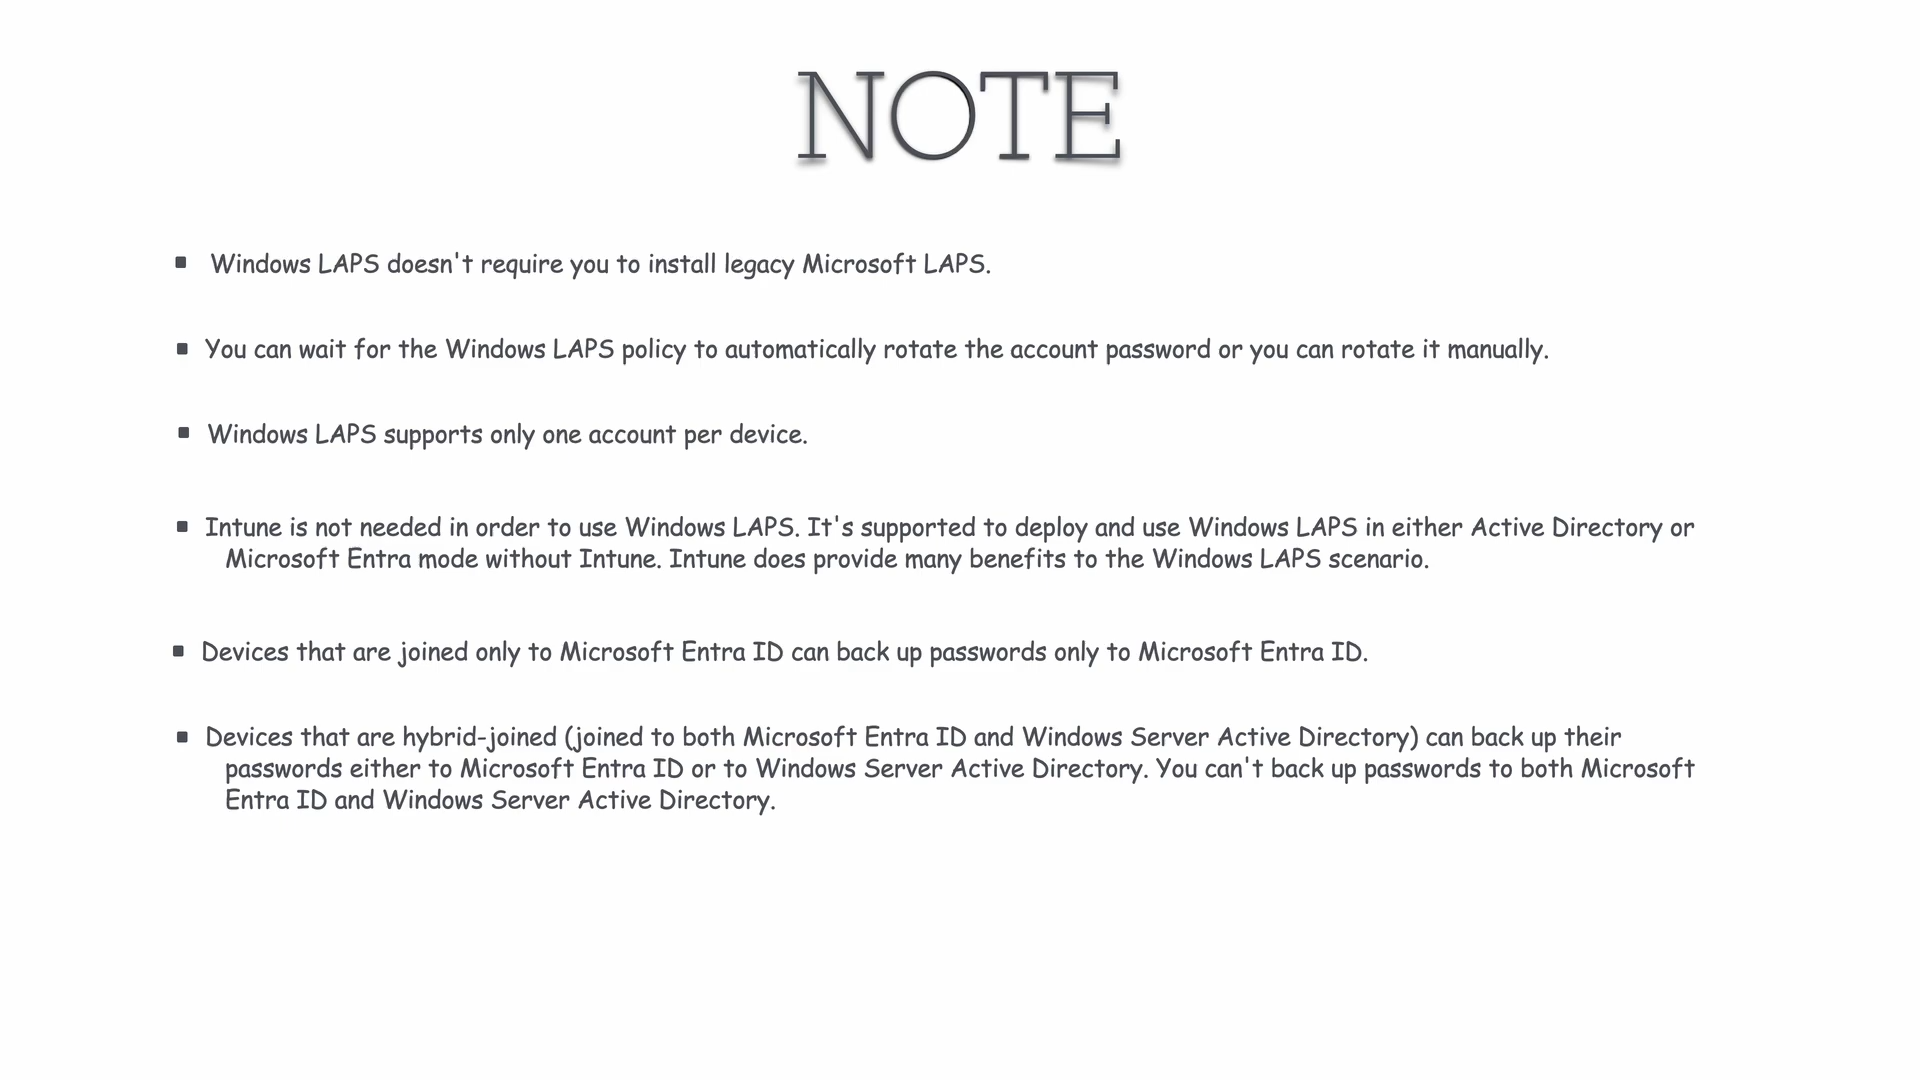 NOTE
▪ Windows LAPS doesn't require you to install legacy Microsoft LAPS.
▪ You can wait for the Windows LAPS policy to automatically rotate the account password or you can rotate it manually.
▪ Windows LAPS supports only one account per device.
▪ Intune is not needed in order to use Windows LAPS. It's supported to deploy and use Windows LAPS in either Active Directory or
Microsoft Entra mode without Intune. Intune does provide many benefits to the Windows LAPS scenario.
▪ Devices that are joined only to Microsoft Entra ID can back up passwords only to Microsoft Entra ID.
▪ Devices that are hybrid-joined (joined to both Microsoft Entra ID and Windows Server Active Directory) can back up their
passwords either to Microsoft Entra ID or to Windows Server Active Directory. You can't back up passwords to both Microsoft
Entra ID and Windows Server Active Directory.